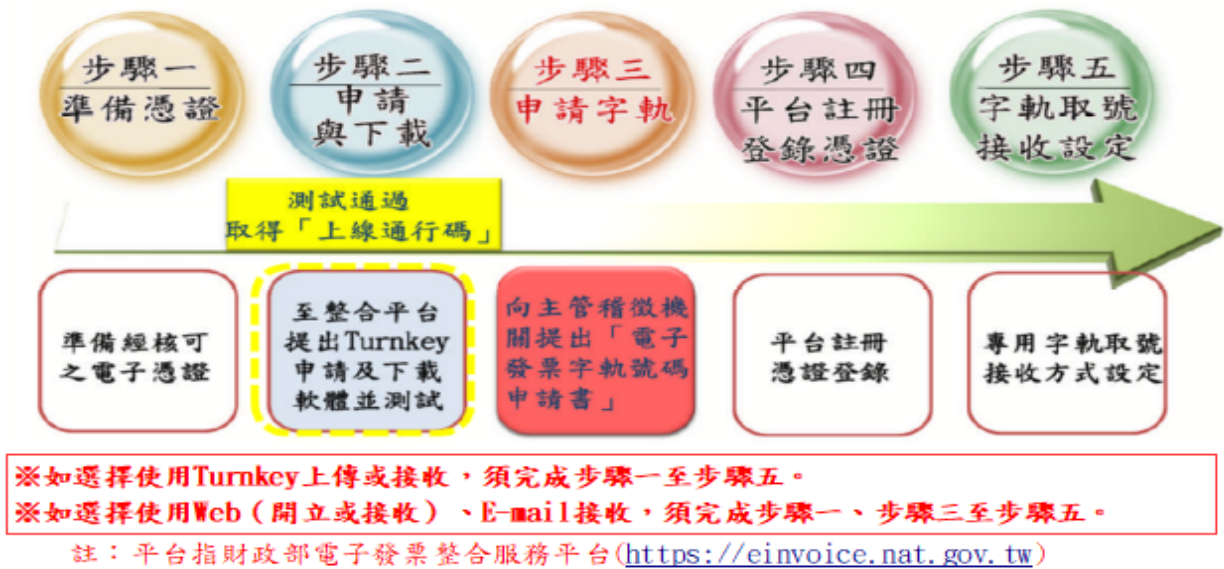 步驟一
準備憑證
步驟二
申請
與下載
步驟三
申請字軌
步驟四
平台註冊
登錄憑證
步驟五
字軌取號
接收設定
測試通過
取得「上線通行碼」
準備經核可
之電子憑證
至整合平台
提出Turnkey
申請及下載
軟體並測試
向主管稽徵機
關提出「電子
發票字軌號碼
申請書」
平台註冊
憑證登錄
專用字軌取號
接收方式設定
※如選擇使用Turnkey上傳或接收，須完成步驟一至步驟五。
※如選擇使用Web（開立或接收）、E-mail接收，須完成步驟一、步驟三至步驟五。
註：平台指財政部電子發票整合服務平台(https://einvoice.nat.gov.tw)